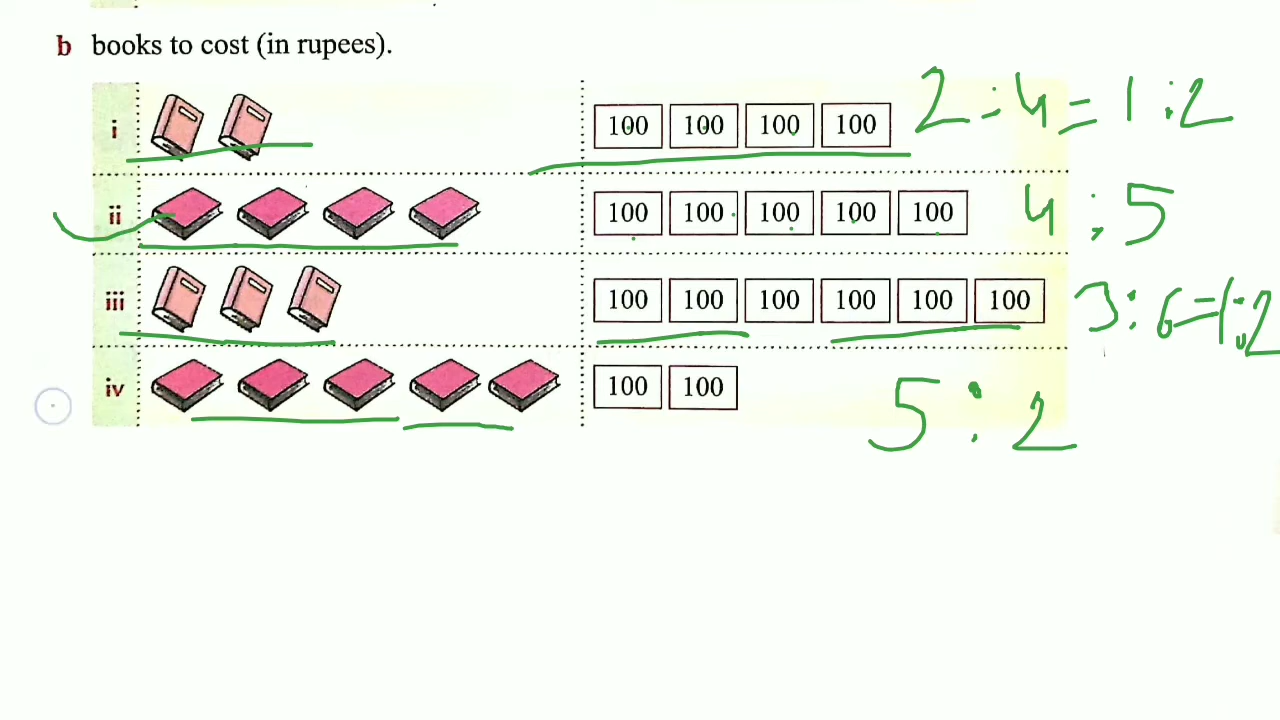 b books to cost (in rupees).
i 100 100 100 100 2 : 4 = 1 : 2
ii 100 100 100 100 100 4 : 5
iii 100 100 100 100 100 100 3 : 6 = 1 : 2
iv 100 100 5 : 2